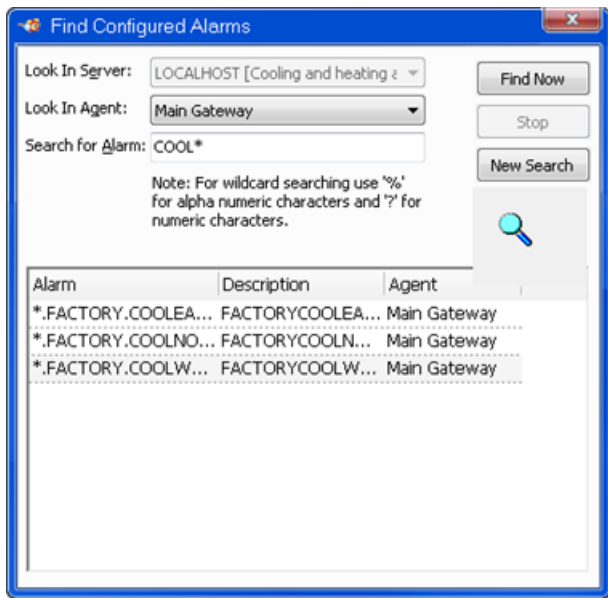 Find Configured Alarms
Look In Server: LOCALHOST [Cooling and heating a
Find Now
Look In Agent: Main Gateway
Stop
Search for Alarm: COOL*
New Search
Note: For wildcard searching use '%'
for alpha numeric characters and '?' for
numeric characters.
Alarm Description Agent
*.FACTORY.COOLEA... FACTORYCOOLEA... Main Gateway
*.FACTORY.COOLNO... FACTORYCOOLN... Main Gateway
*.FACTORY.COOLW... FACTORYCOOLW... Main Gateway